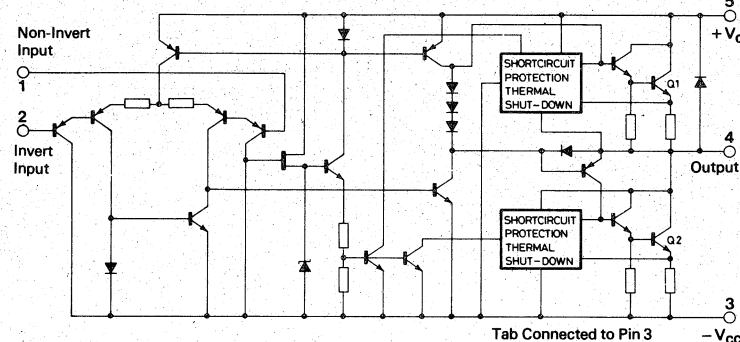 5
+ V
Non-Invert
Input
1
2
Invert
Input
SHORTCIRCUIT
PROTECTION
THERMAL
SHUT-DOWN
Q1
4
Output
SHORTCIRCUIT
PROTECTION
THERMAL
SHUT-DOWN
Q2
3
Tab Connected to Pin 3
− VCC